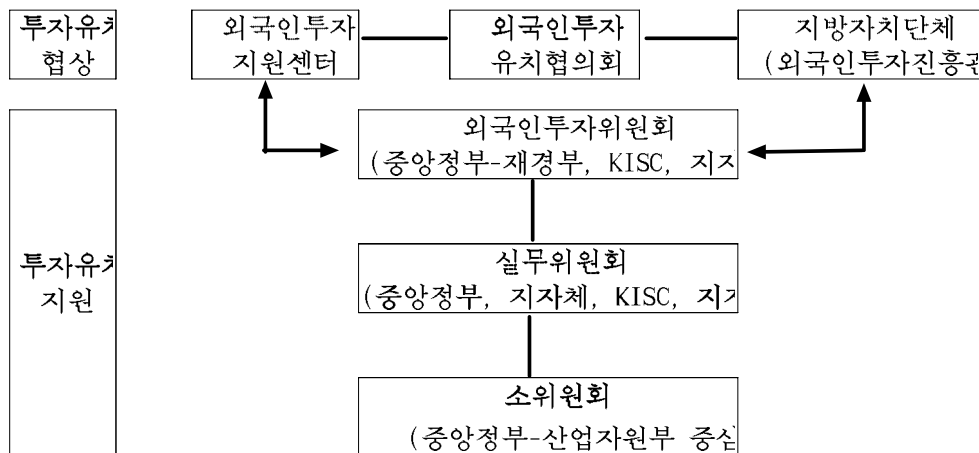 투자유치
협상
외국인투자
지원센터
외국인투자
유치협의회
지방자치단체
(외국인투자진흥관
외국인투자위원회
(중앙정부-재경부, KISC, 지자
투자유치
지원
실무위원회
(중앙정부, 지자체, KISC,
소위원회
(중앙정부-산업자원부 중심